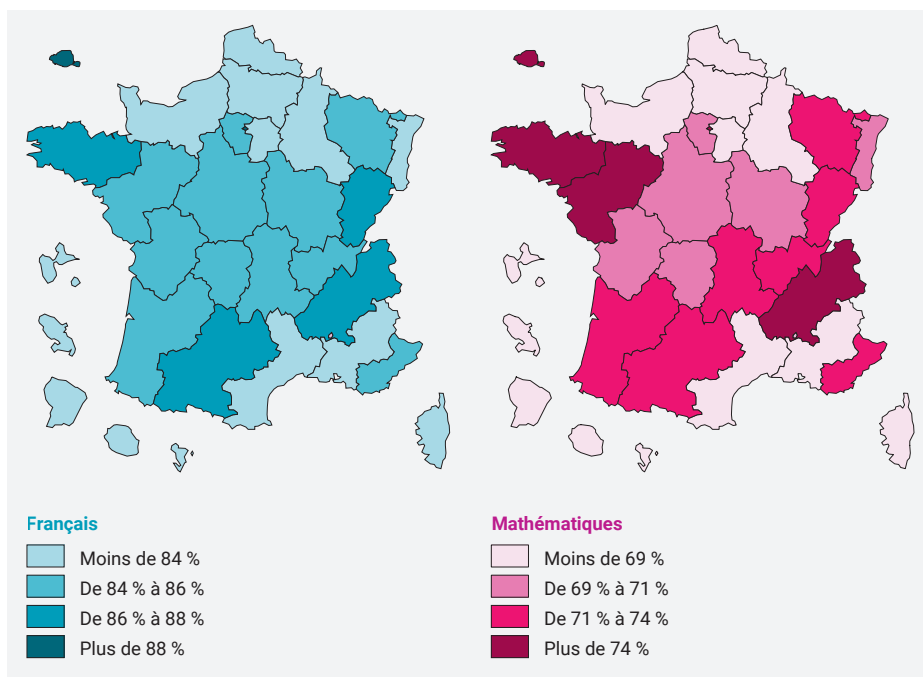 Français
Moins de 84 %
De 84 % à 86 %
De 86 % à 88 %
Plus de 88 %
Mathématiques
Moins de 69 %
De 69 % à 71 %
De 71 % à 74 %
Plus de 74 %